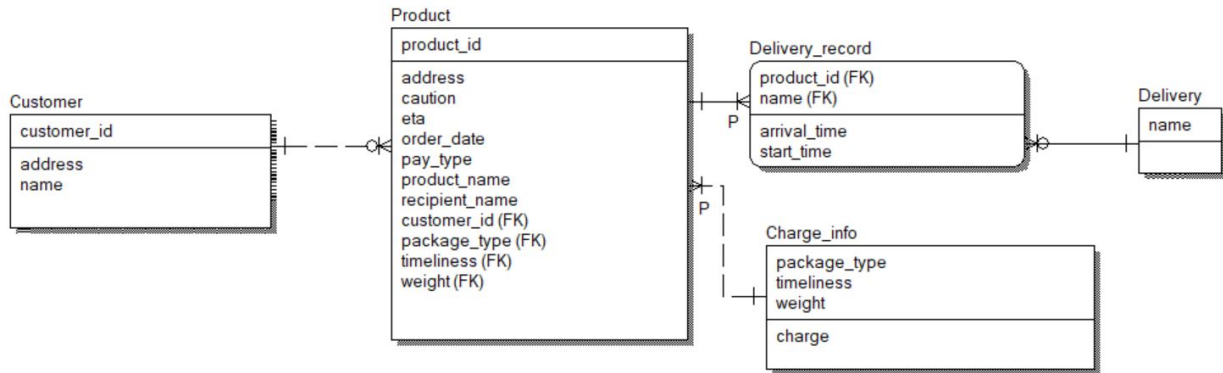 Customer
customer_id
address
name
Product
product_id
address
caution
eta
order_date
pay_type
product_name
recipient_name
customer_id (FK)
package_type (FK)
timeliness (FK)
weight (FK)
P
P
Delivery_record
product_id (FK)
name (FK)
arrival_time
start_time
Delivery
name
Charge_info
package_type
timeliness
weight
charge